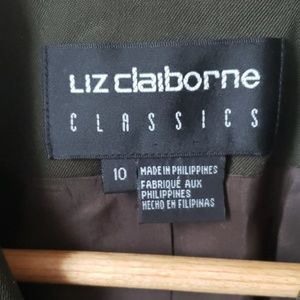 Liz claiborne
CLASSICS
10
MADE IN PHILIPPINES
FABRIQUÉ AUX
PHILIPPINES
HECHO EN FILIPINAS